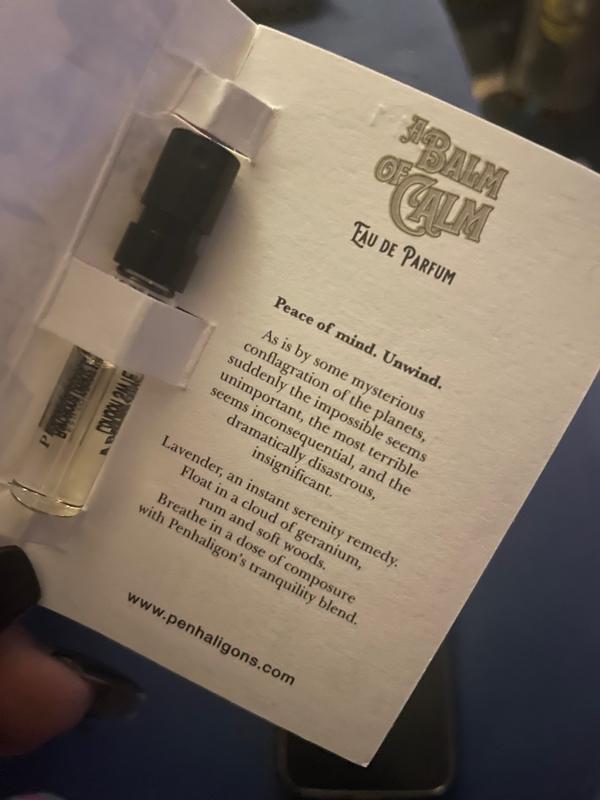 A BALM
OF CALM
EAU DE PARFUM
Peace of mind. Unwind.
As is by some mysterious
conflagration of the planets,
suddenly the impossible seems
unimportant, the most terrible
seems inconsequential, and the
dramatically disastrous,
insignificant.
Lavender, an instant serenity remedy.
Float in a cloud of geranium,
rum and soft woods.
Breathe in a dose of composure
with Penhaligon's tranquility blend.
www.penhaligons.com